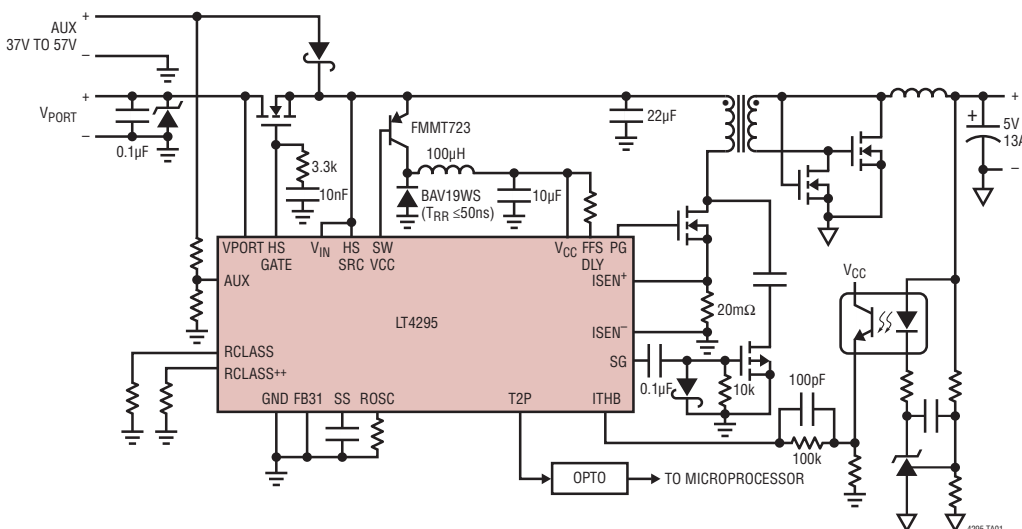 +
AUX
37V TO 57V
–
+
VPORT
–
0.1µF
3.3k
10nF
FMMT723
100µH
BAV19WS
(TRR ≤50ns)
10µF
22µF
+
+
5V
13A
–
VPORT HS GATE VIN HS SRC SW VCC VCC FFS DLY PG
AUX
ISEN+
20mΩ
VCC
LT4295
ISEN–
RCLASS
RCLASS++
SG
0.1µF
10k
100pF
GND FB31 SS ROSC T2P ITHB
100k
OPTO
TO MICROPROCESSOR
4295 TA01